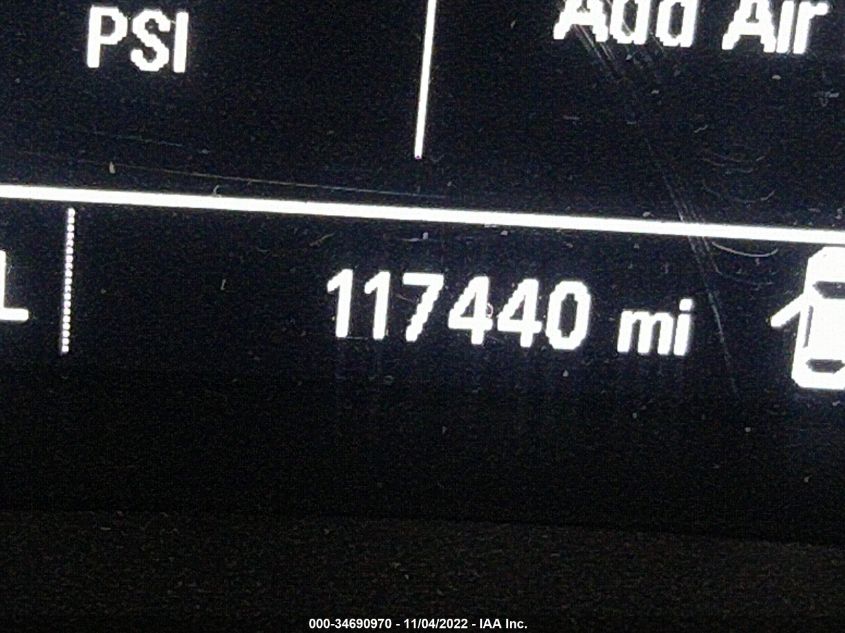 PSI
Add Air
L
117440 mi
000-34690970 - 11/04/2022 - IAA Inc.